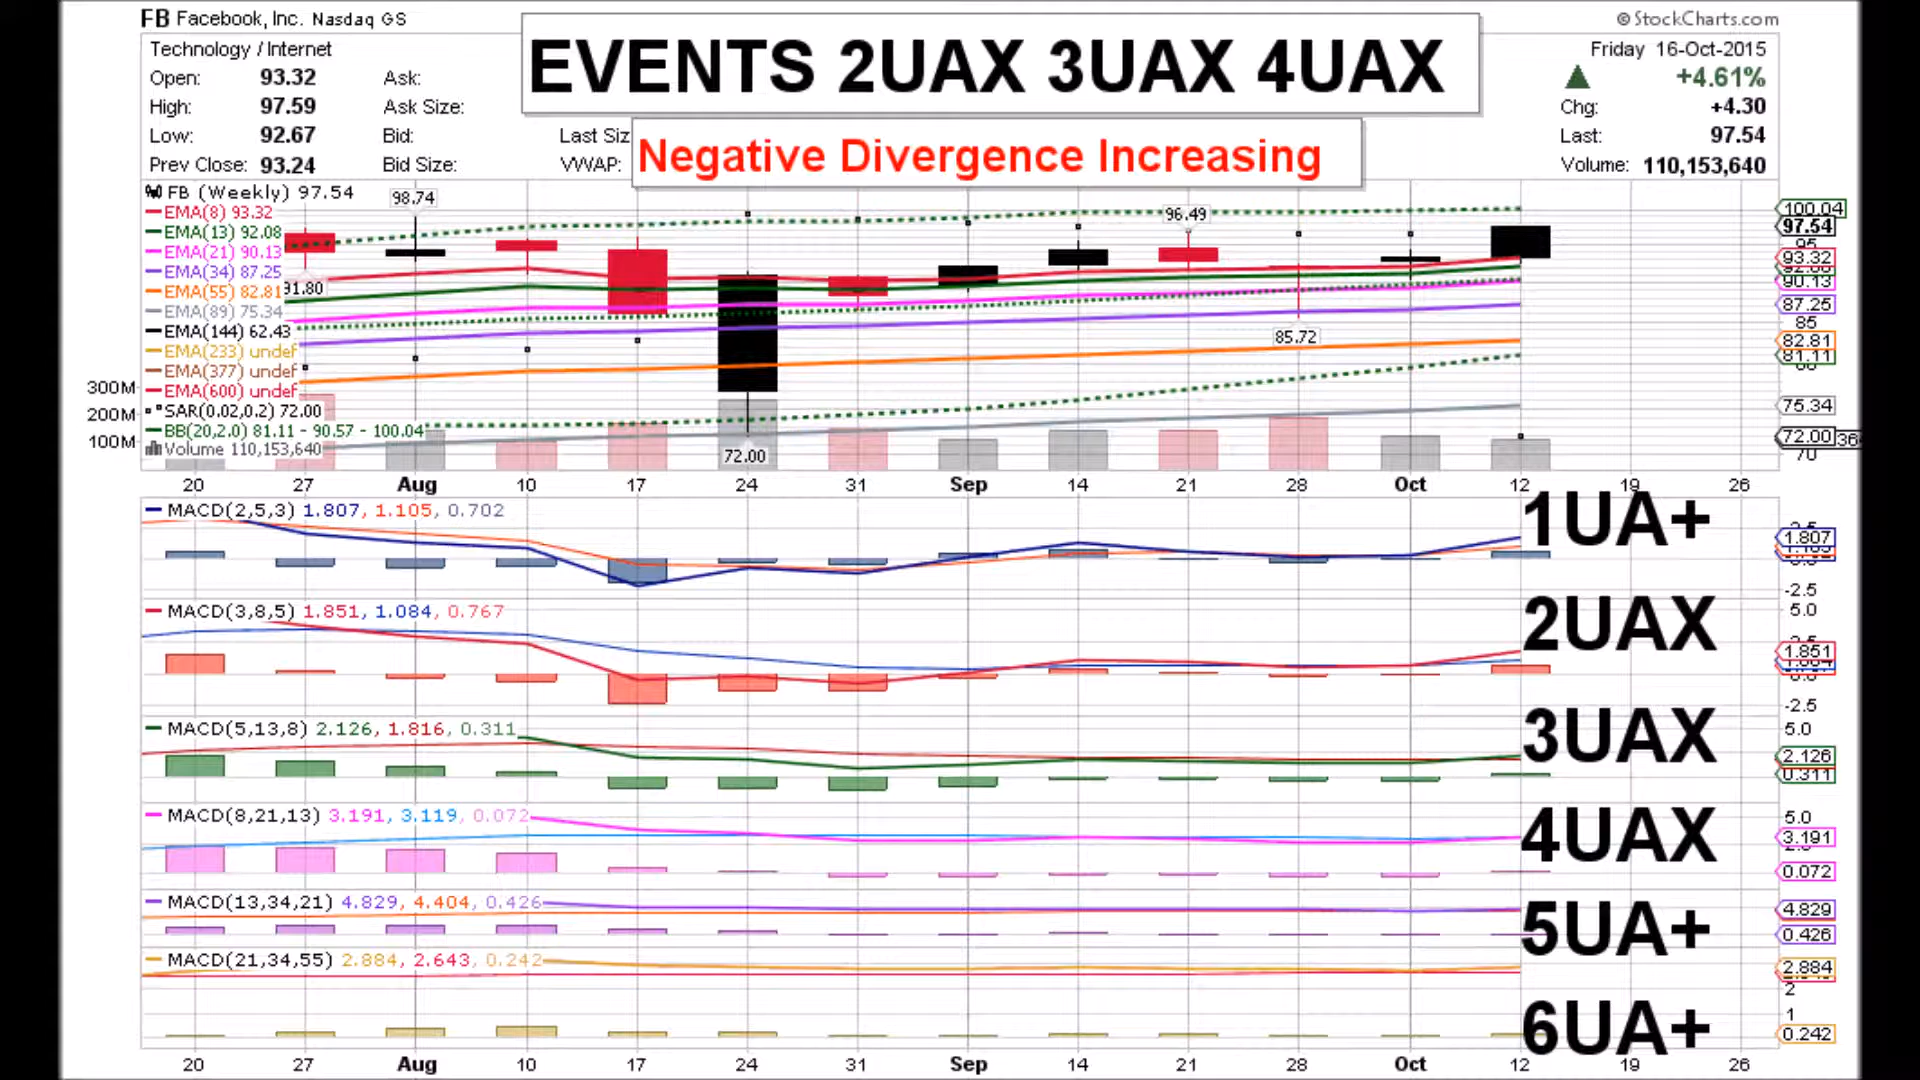 FB Facebook, Inc. Nasdaq GS
© StockCharts.com
EVENTS 2UAX 3UAX 4UAX
Technology / Internet
Friday 16-Oct-2015
Open: 93.32 Ask:
+4.61%
High: 97.59 Ask Size:
Chg: +4.30
Low: 92.67 Bid: Last Siz
Last: 97.54
Prev Close: 93.24 Bid Size: VWAP:
Volume: 110,153,640
Negative Divergence Increasing
FB (Weekly) 97.54
EMA(8) 93.32
EMA(13) 92.08
EMA(21) 90.13
EMA(34) 87.25
EMA(55) 82.81
EMA(89) 75.34
EMA(144) 62.43
EMA(233) undef
EMA(377) undef
EMA(600) undef
SAR(0.02,0.2) 72.00
BB(20,2.0) 81.11 - 90.57 - 100.04
Volume 110,153,640
98.74
91.80
96.49
85.72
72.00
300M
200M
100M
100.04
97.54
95
93.32
90.13
87.25
85
82.81
81.11
75.34
72.00
70
20 27 Aug 10 17 24 31 Sep 14 21 28 Oct 12 19 26
MACD(2,5,3) 1.807, 1.105, 0.702
1UA+
1.807
-2.5
MACD(3,8,5) 1.851, 1.084, 0.767
2UAX
5.0
1.851
-2.5
MACD(5,13,8) 2.126, 1.816, 0.311
3UAX
5.0
2.126
0.311
MACD(8,21,13) 3.191, 3.119, 0.072
4UAX
5.0
3.191
0.072
MACD(13,34,21) 4.829, 4.404, 0.426
5UA+
4.829
0.426
MACD(21,34,55) 2.884, 2.643, 0.242
6UA+
2.884
2
1
0.242
20 27 Aug 10 17 24 31 Sep 14 21 28 Oct 12 19 26